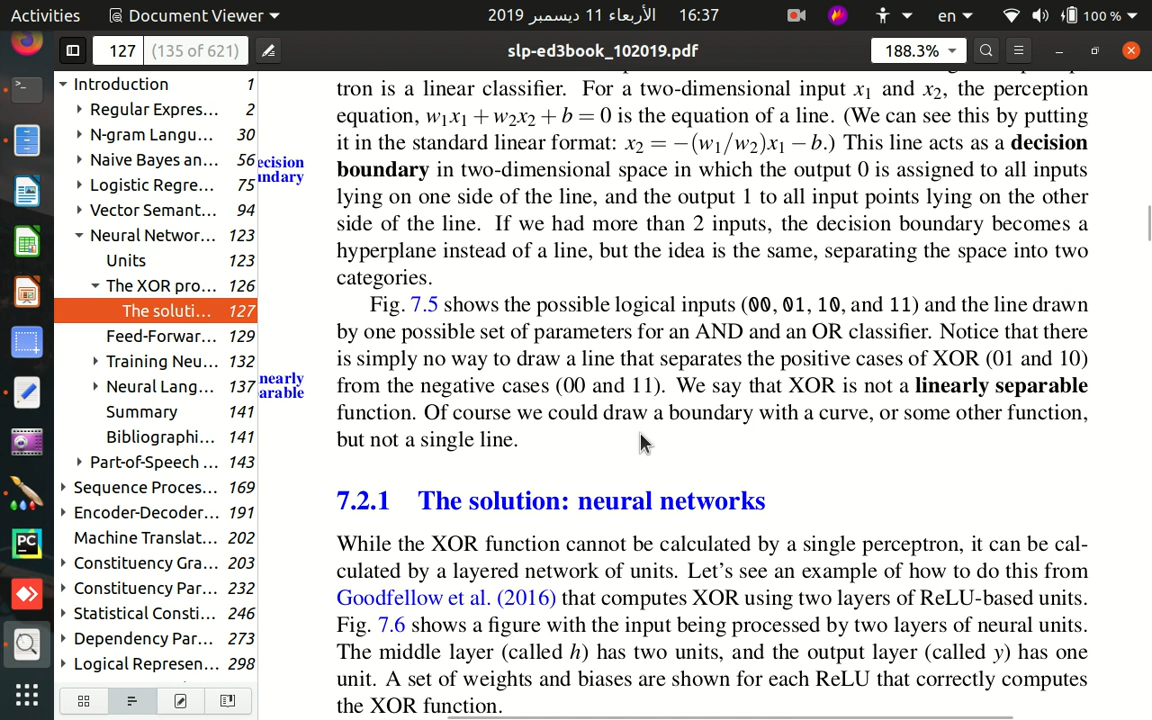 Activities
Document Viewer
الأربعاء 11 ديسمبر 2019 16:37
en
100 %
127 (135 of 621)
slp-ed3book_102019.pdf
188.3%
Introduction 1
Regular Expres... 2
N-gram Langu... 30
Naive Bayes an... 56
Logistic Regre... 75
Vector Semant... 94
Neural Networ... 123
Units 123
The XOR pro... 126
The soluti... 127
Feed-Forwar... 129
Training Neu... 132
Neural Lang... 137
Summary 141
Bibliographi... 141
Part-of-Speech ... 143
Sequence Proces... 169
Encoder-Decoder... 191
Machine Translat... 202
Constituency Gra... 203
Constituency Par... 232
Statistical Consti... 246
Dependency Par... 273
Logical Represen... 298
ecision
undary
nearly
arable
tron is a linear classifier. For a two-dimensional input x₁ and x₂, the perception
equation, w₁x₁ + w₂x₂ + b = 0 is the equation of a line. (We can see this by putting
it in the standard linear format: x₂ = −(w₁/w₂)x₁ − b.) This line acts as a decision
boundary in two-dimensional space in which the output 0 is assigned to all inputs
lying on one side of the line, and the output 1 to all input points lying on the other
side of the line. If we had more than 2 inputs, the decision boundary becomes a
hyperplane instead of a line, but the idea is the same, separating the space into two
categories.
Fig. 7.5 shows the possible logical inputs (00, 01, 10, and 11) and the line drawn
by one possible set of parameters for an AND and an OR classifier. Notice that there
is simply no way to draw a line that separates the positive cases of XOR (01 and 10)
from the negative cases (00 and 11). We say that XOR is not a linearly separable
function. Of course we could draw a boundary with a curve, or some other function,
but not a single line.
7.2.1 The solution: neural networks
While the XOR function cannot be calculated by a single perceptron, it can be cal-
culated by a layered network of units. Let's see an example of how to do this from
Goodfellow et al. (2016) that computes XOR using two layers of ReLU-based units.
Fig. 7.6 shows a figure with the input being processed by two layers of neural units.
The middle layer (called h) has two units, and the output layer (called y) has one
unit. A set of weights and biases are shown for each ReLU that correctly computes
the XOR function.